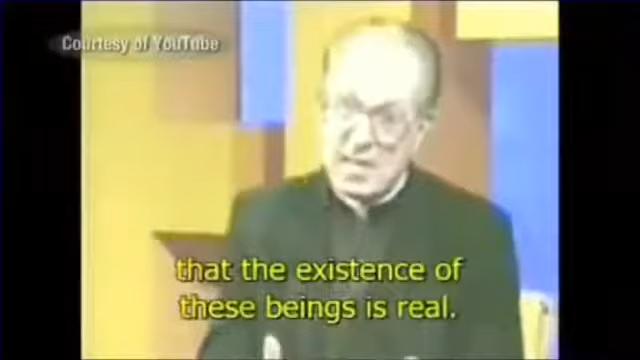 Courtesy of YouTube
that the existence of
these beings is real.